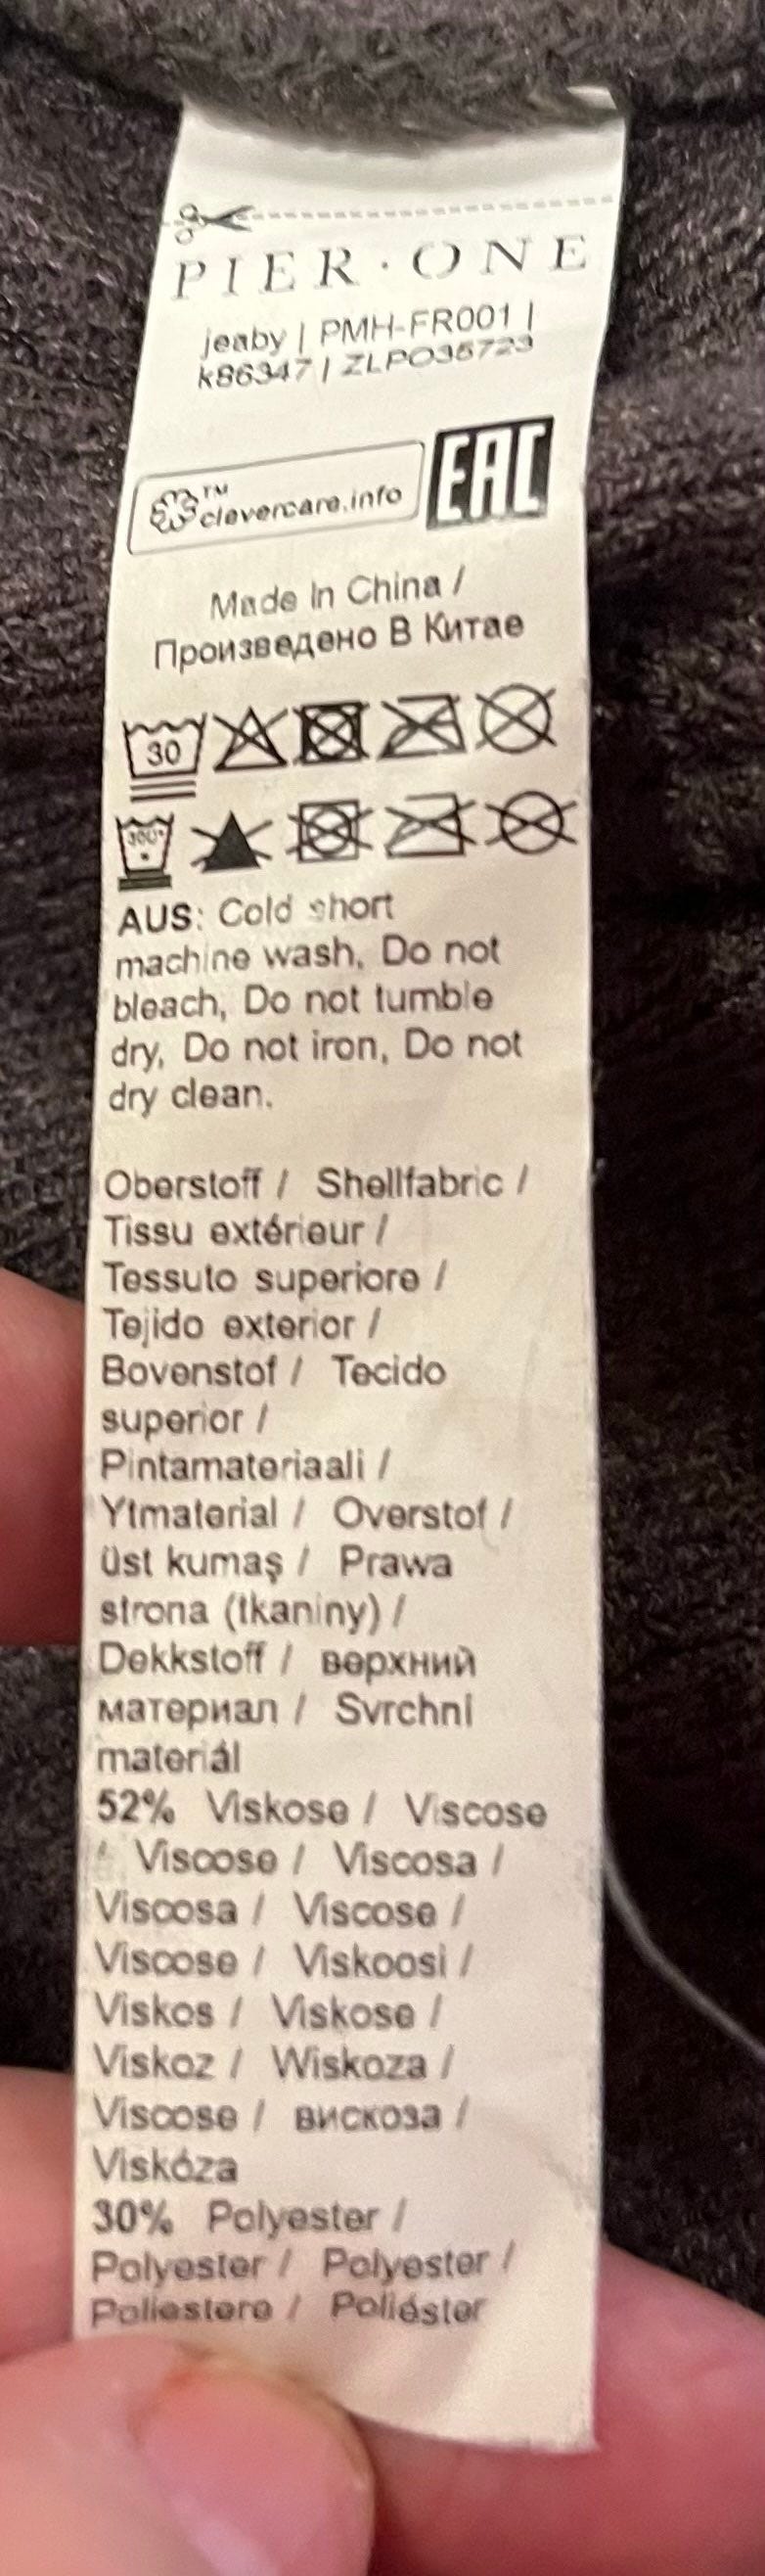 PIER · ONE
jeaby | PMH-FR001 |
k86347 | ZLPO35723
TM
clevercare.info
EAC
Made In China /
Произведено В Китае
30
AUS: Cold short
machine wash, Do not
bleach, Do not tumble
dry, Do not iron, Do not
dry clean.
Oberstoff / Shellfabric /
Tissu extérieur /
Tessuto superiore /
Tejido exterior /
Bovenstof / Tecido
superior /
Pintamateriaali /
Ytmaterial / Overstof /
üst kumaş / Prawa
strona (tkaniny) /
Dekkstoff / верхний
материал / Svrchní
materiál
52% Viskose / Viscose
/ Viscose / Viscosa /
Viscosa / Viscose /
Viscose / Viskoosi /
Viskos / Viskose /
Viskoz / Wiskoza /
Viscose / вискоза /
Viskóza
30% Polyester /
Polyester / Polyester /
Poliestere / Poliéster